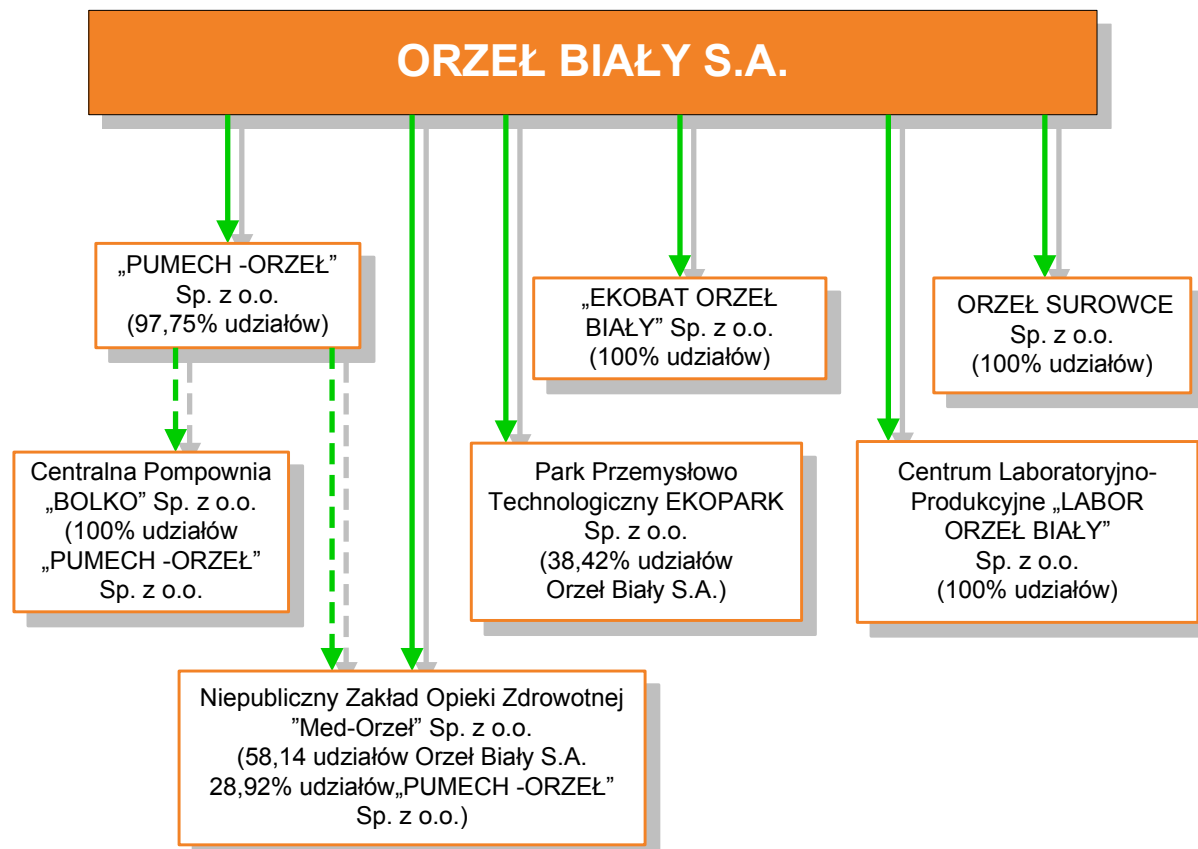 ORZEŁ BIAŁY S.A.
„PUMECH -ORZEŁ”
Sp. z o.o.
(97,75% udziałów)
„EKOBAT ORZEŁ
BIAŁY” Sp. z o.o.
(100% udziałów)
ORZEŁ SUROWCE
Sp. z o.o.
(100% udziałów)
Centralna Pompownia
„BOLKO” Sp. z o.o.
(100% udziałów
„PUMECH -ORZEŁ”
Sp. z o.o.
Park Przemysłowo
Technologiczny EKOPARK
Sp. z o.o.
(38,42% udziałów
Orzeł Biały S.A.)
Centrum Laboratoryjno-
Produkcyjne „LABOR
ORZEŁ BIAŁY”
Sp. z o.o.
(100% udziałów)
Niepubliczny Zakład Opieki Zdrowotnej
”Med-Orzeł” Sp. z o.o.
(58,14 udziałów Orzeł Biały S.A.
28,92% udziałów„PUMECH -ORZEŁ”
Sp. z o.o.)